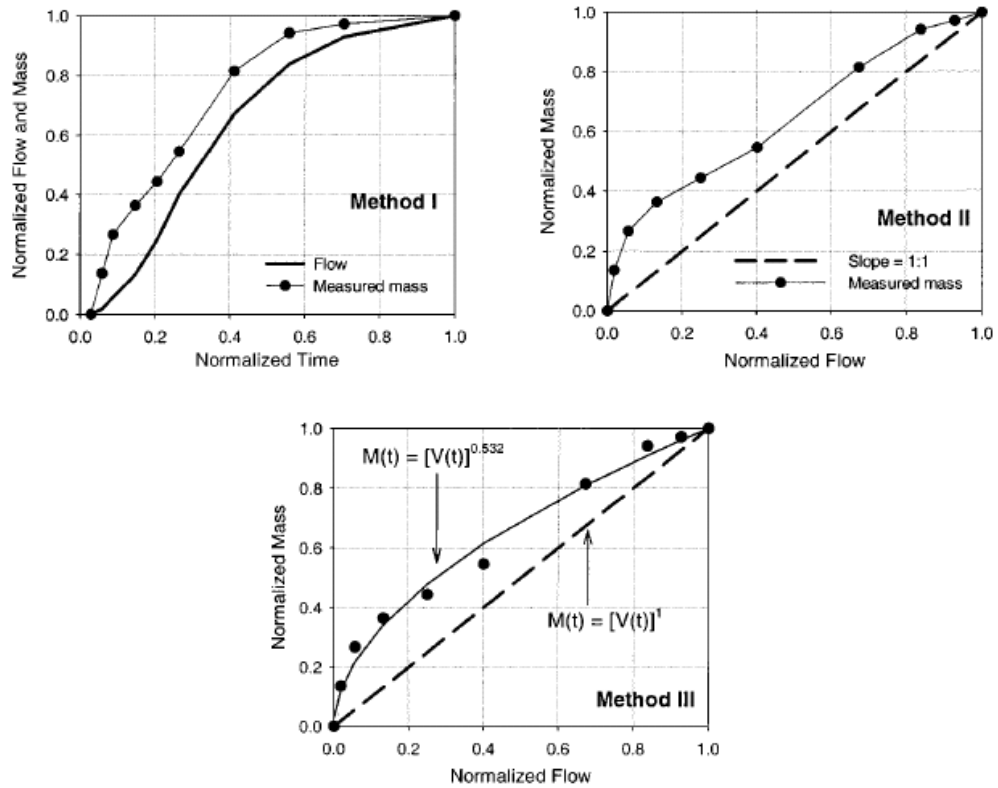 1.0
0.8
0.6
0.4
0.2
0.0
Normalized Flow and Mass
Method I
Flow
Measured mass
0.0 0.2 0.4 0.6 0.8 1.0
Normalized Time
1.0
0.8
0.6
0.4
0.2
0.0
Normalized Mass
Method II
Slope = 1:1
Measured mass
0.0 0.2 0.4 0.6 0.8 1.0
Normalized Flow
1.0
0.8
0.6
0.4
0.2
0.0
Normalized Mass
M(t) = [V(t)]^0.532
M(t) = [V(t)]^1
Method III
0.0 0.2 0.4 0.6 0.8 1.0
Normalized Flow